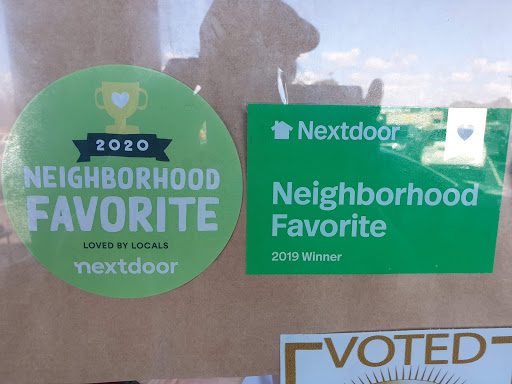 2020
NEIGHBORHOOD
FAVORITE
LOVED BY LOCALS
nextdoor
Nextdoor
Neighborhood
Favorite
2019 Winner
VOTED